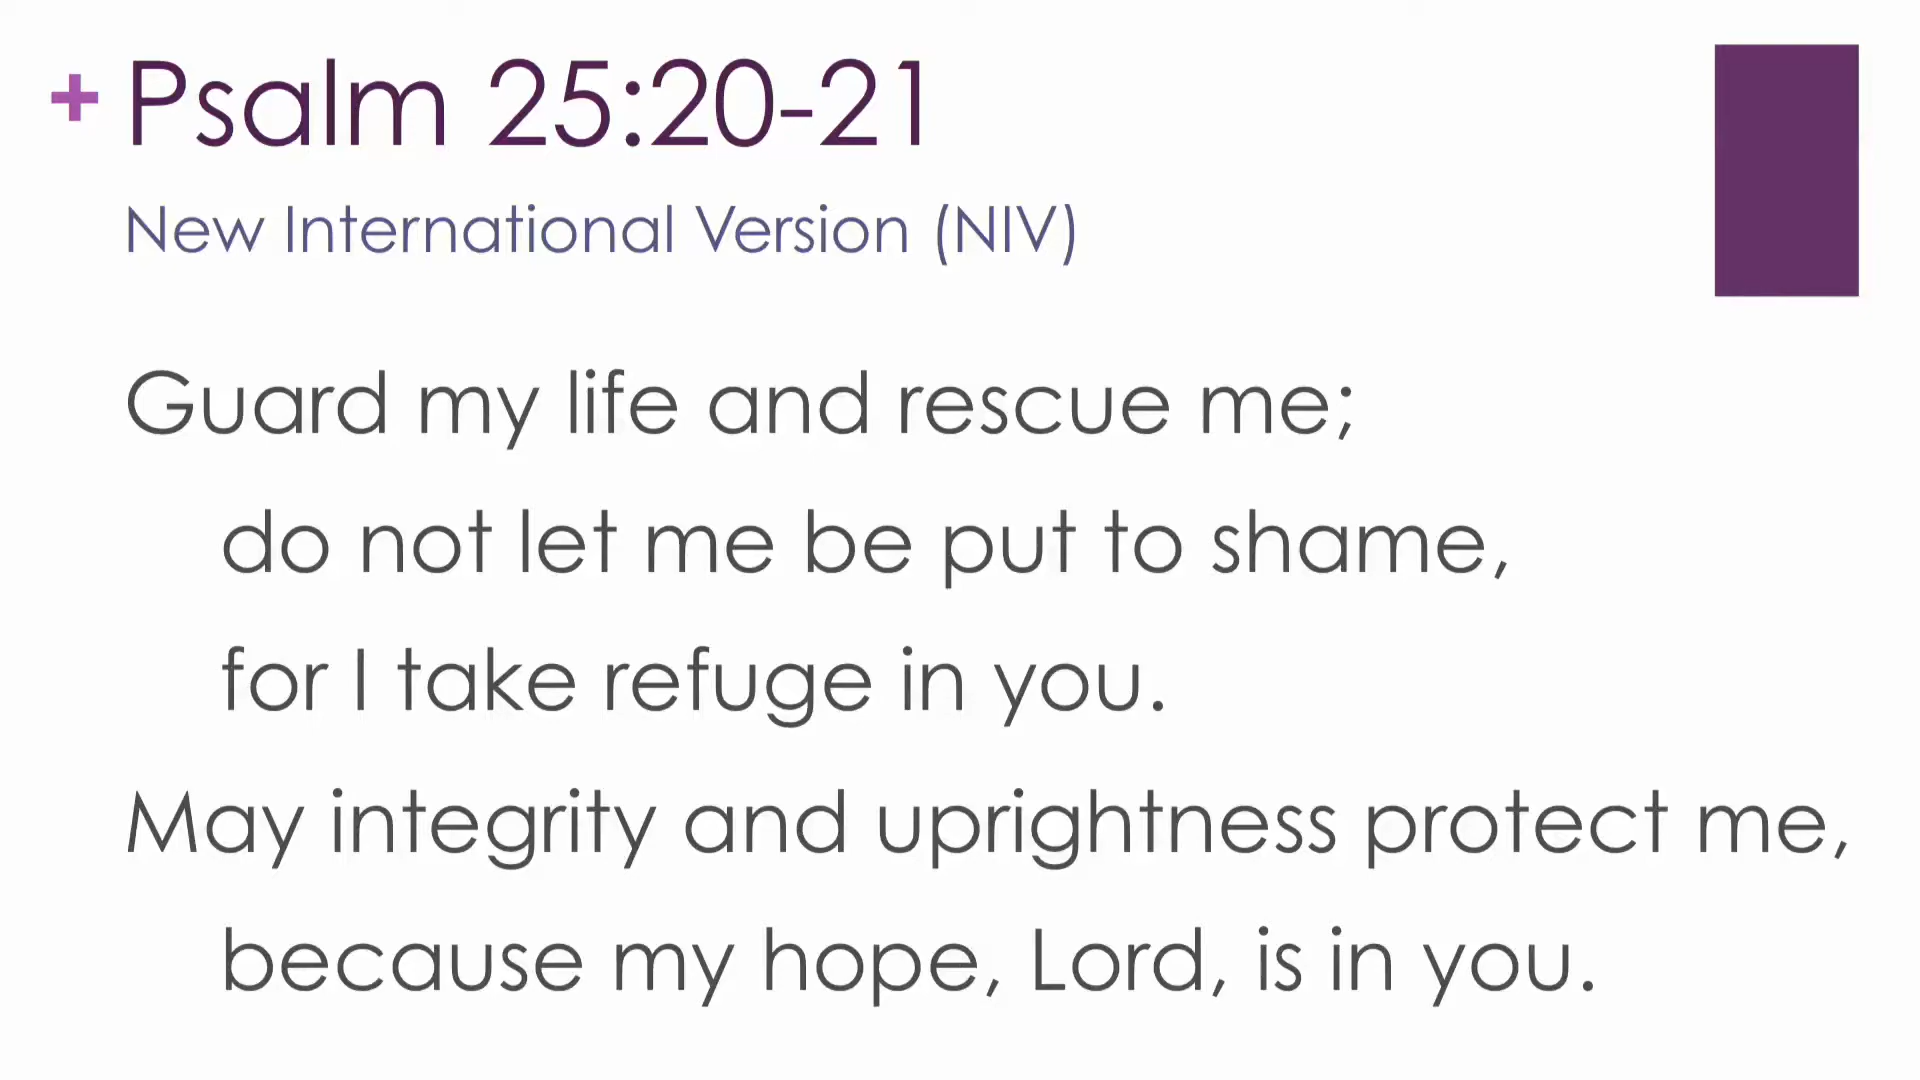 + Psalm 25:20-21
New International Version (NIV)
Guard my life and rescue me;
do not let me be put to shame,
for I take refuge in you.
May integrity and uprightness protect me,
because my hope, Lord, is in you.